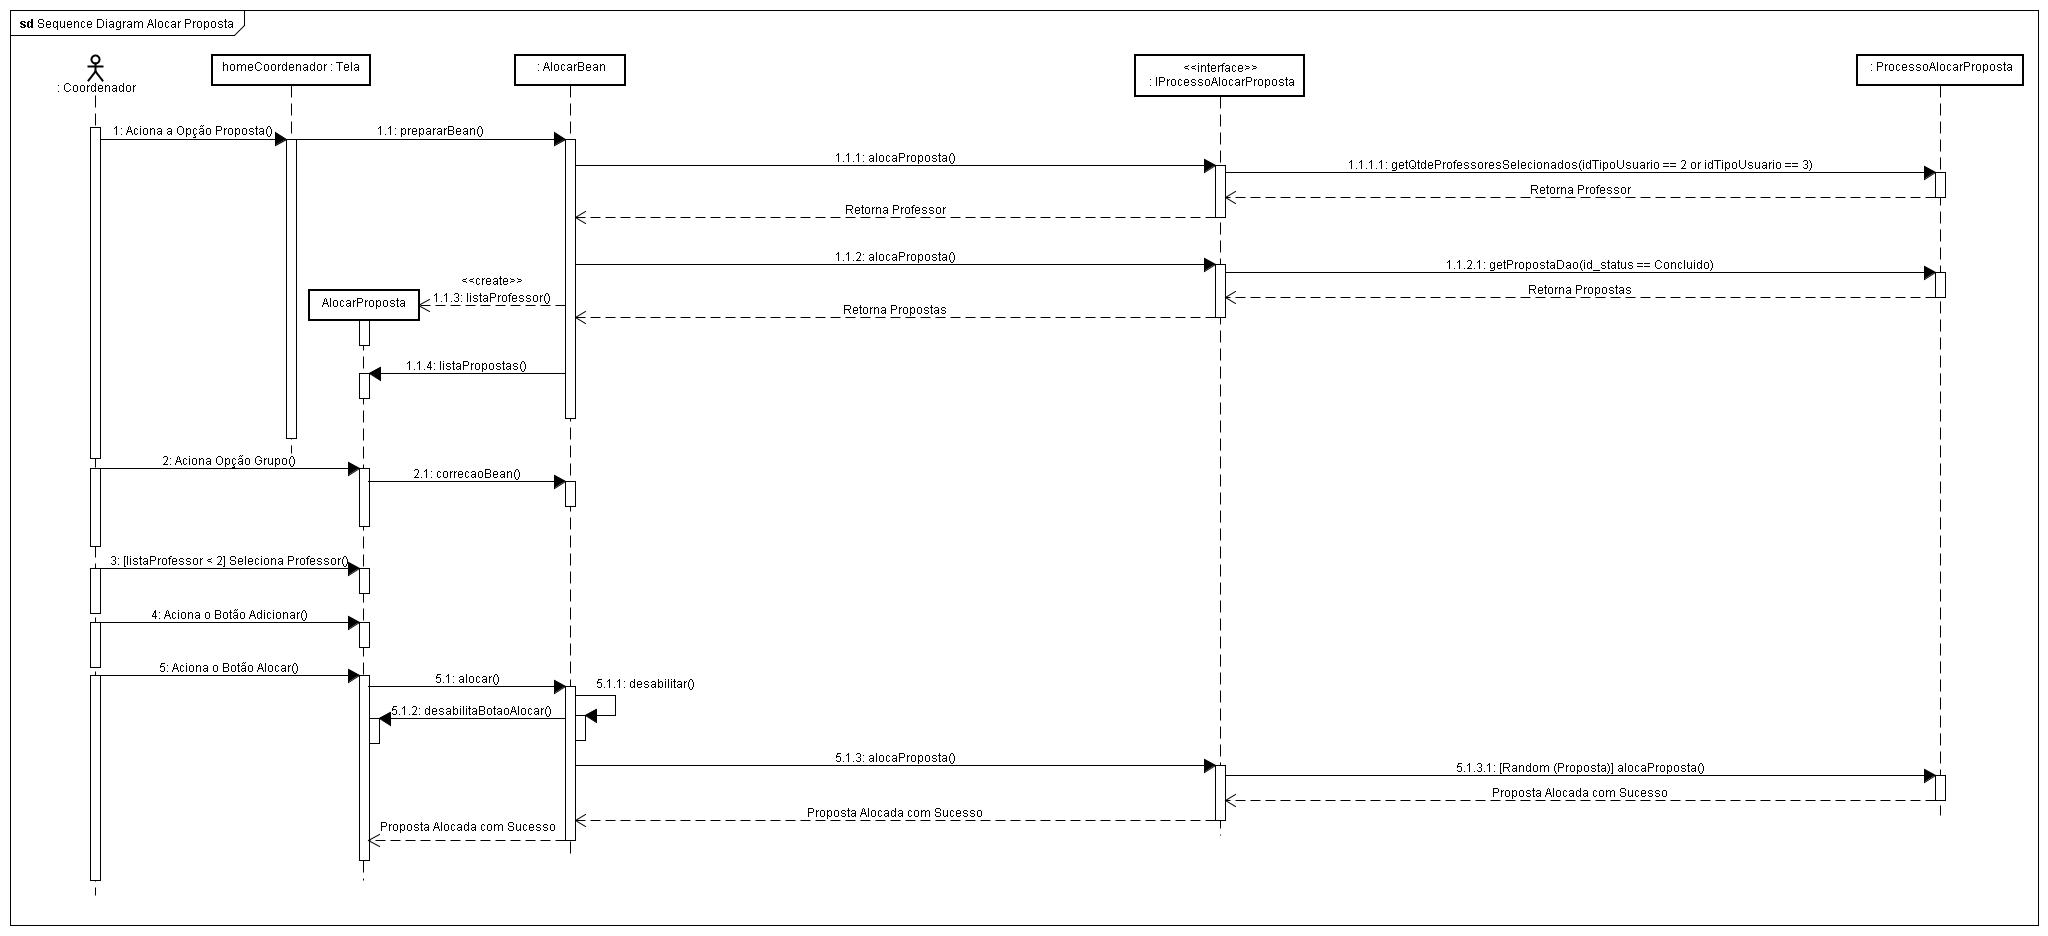 sd Sequence Diagram Alocar Proposta
: Coordenador
homeCoordenador : Tela
: AlocarBean
<<interface>>
: IProcessoAlocarProposta
: ProcessoAlocarProposta
1: Aciona a Opção Proposta()
1.1: prepararBean()
1.1.1: alocaProposta()
1.1.1.1: getQtdeProfessoresSelecionados(idTipoUsuario == 2 or idTipoUsuario == 3)
Retorna Professor
Retorna Professor
1.1.2: alocaProposta()
1.1.2.1: getPropostaDao(id_status == Concluido)
<<create>>
1.1.3: listaProfessor()
AlocarProposta
Retorna Propostas
Retorna Propostas
1.1.4: listaPropostas()
2: Aciona Opção Grupo()
2.1: correcaoBean()
3: [listaProfessor < 2] Seleciona Professor()
4: Aciona o Botão Adicionar()
5: Aciona o Botão Alocar()
5.1: alocar()
5.1.1: desabilitar()
5.1.2: desabilitaBotaoAlocar()
5.1.3: alocaProposta()
5.1.3.1: [Random (Proposta)] alocaProposta()
Proposta Alocada com Sucesso
Proposta Alocada com Sucesso
Proposta Alocada com Sucesso